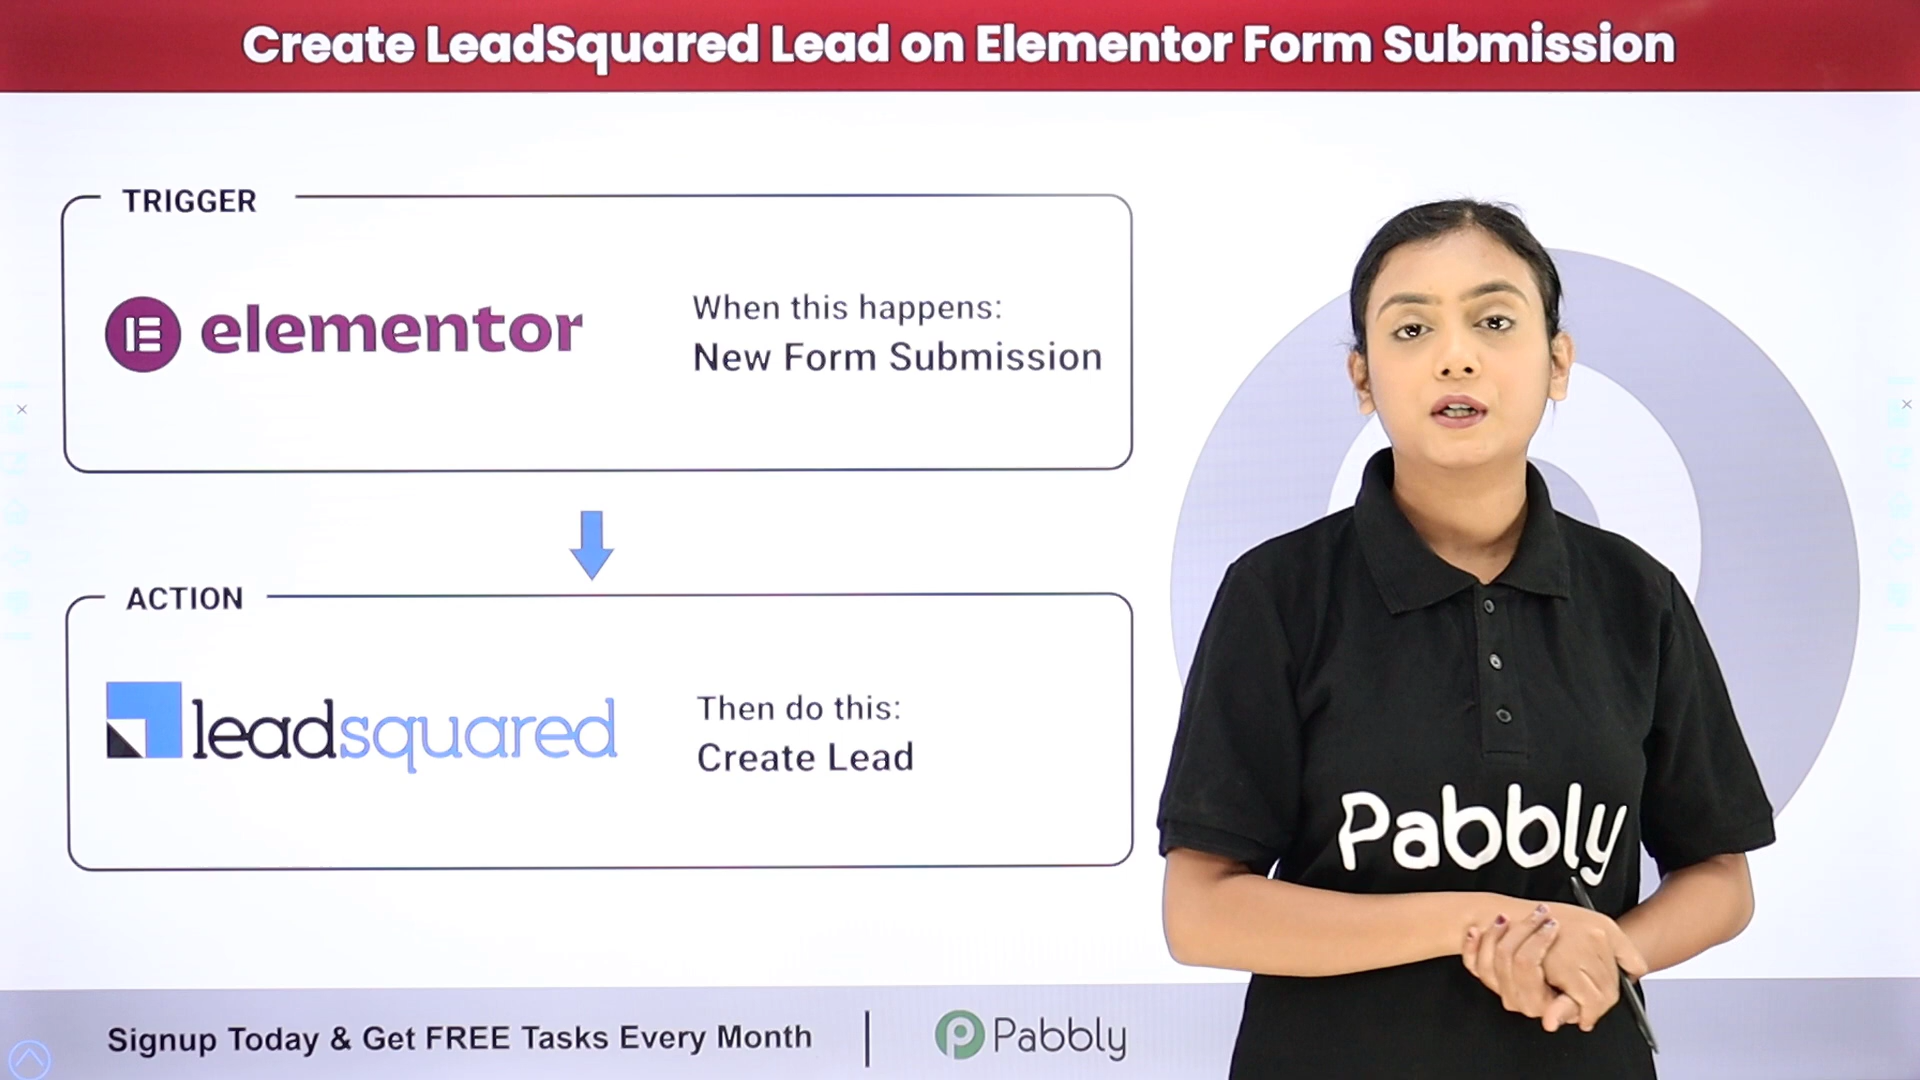 Create LeadSquared Lead on Elementor Form Submission
TRIGGER
elementor
When this happens:
New Form Submission
ACTION
leadsquared
Then do this:
Create Lead
Pabbly
Signup Today & Get FREE Tasks Every Month
Pabbly